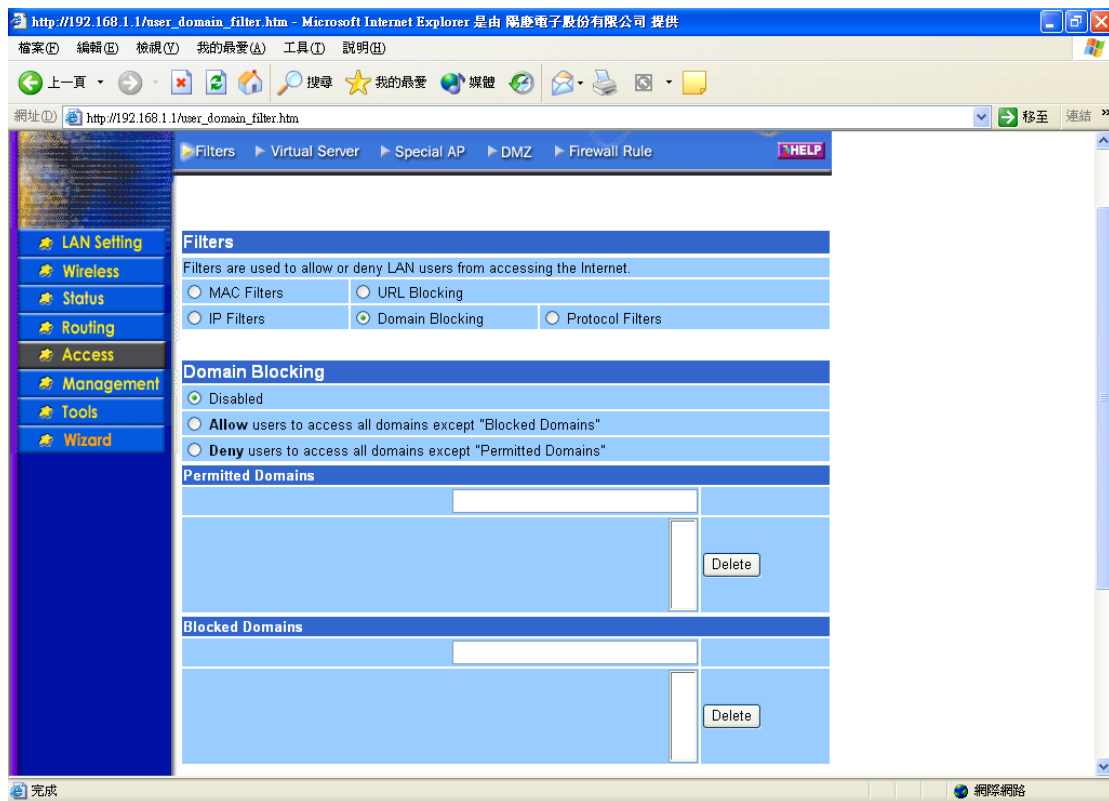 http://192.168.1.1/user_domain_filter.htm - Microsoft Internet Explorer 是由 陽慶電子股份有限公司 提供
檔案(F) 編輯(E) 檢視(V) 我的最愛(A) 工具(T) 說明(H)
上一頁 搜尋 我的最愛 媒體
網址(D) http://192.168.1.1/user_domain_filter.htm 移至 連結 »
Filters Virtual Server Special AP DMZ Firewall Rule HELP
LAN Setting
Wireless
Status
Routing
Access
Management
Tools
Wizard
Filters
Filters are used to allow or deny LAN users from accessing the Internet.
MAC Filters URL Blocking
IP Filters Domain Blocking Protocol Filters
Domain Blocking
Disabled
Allow users to access all domains except "Blocked Domains"
Deny users to access all domains except "Permitted Domains"
Permitted Domains
Delete
Blocked Domains
Delete
完成 網際網路